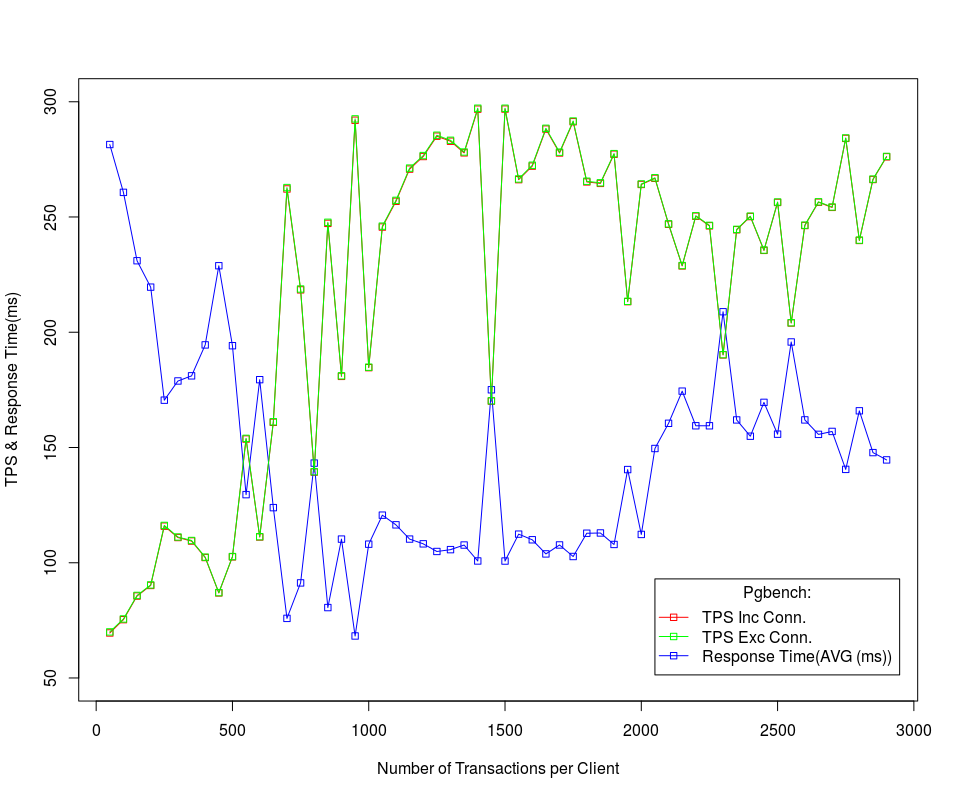 300
250
200
150
100
50
TPS & Response Time(ms)
Pgbench:
TPS Inc Conn.
TPS Exc Conn.
Response Time(AVG (ms))
0 500 1000 1500 2000 2500 3000
Number of Transactions per Client